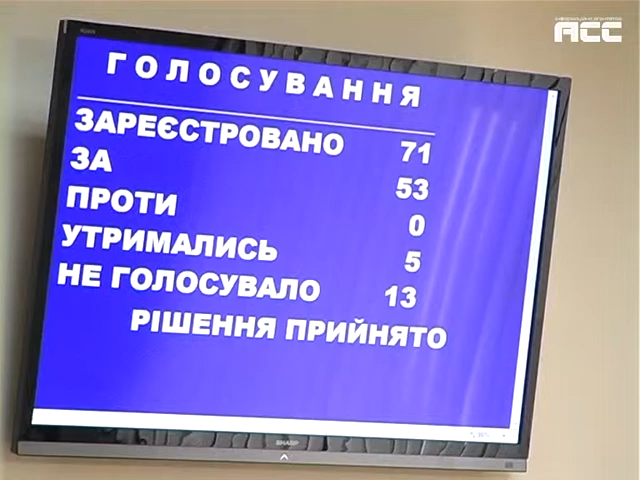 АСС
ГОЛОСУВАННЯ
ЗАРЕЄСТРОВАНО 71
ЗА 53
ПРОТИ 0
УТРИМАЛИСЬ 5
НЕ ГОЛОСУВАЛО 13
РІШЕННЯ ПРИЙНЯТО
SHARP